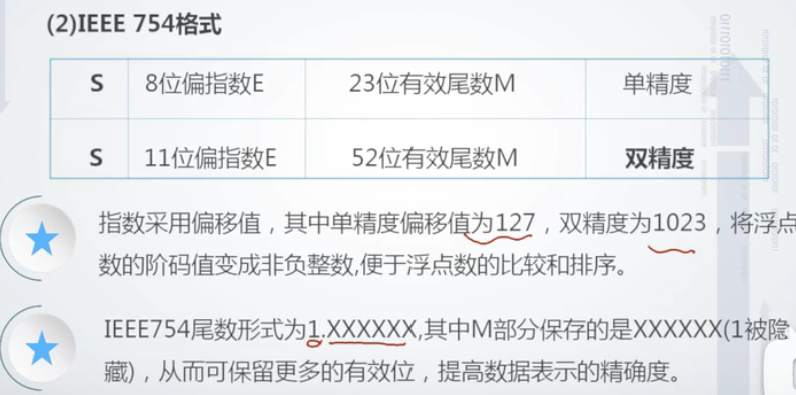 (2)IEEE 754格式
S 8位偏指数E 23位有效尾数M 单精度
S 11位偏指数E 52位有效尾数M 双精度
指数采用偏移值，其中单精度偏移值为127，双精度为1023，将浮点
数的阶码值变成非负整数,便于浮点数的比较和排序。
IEEE754尾数形式为1.XXXXXX,其中M部分保存的是XXXXXX(1被隐
藏)，从而可保留更多的有效位，提高数据表示的精确度。